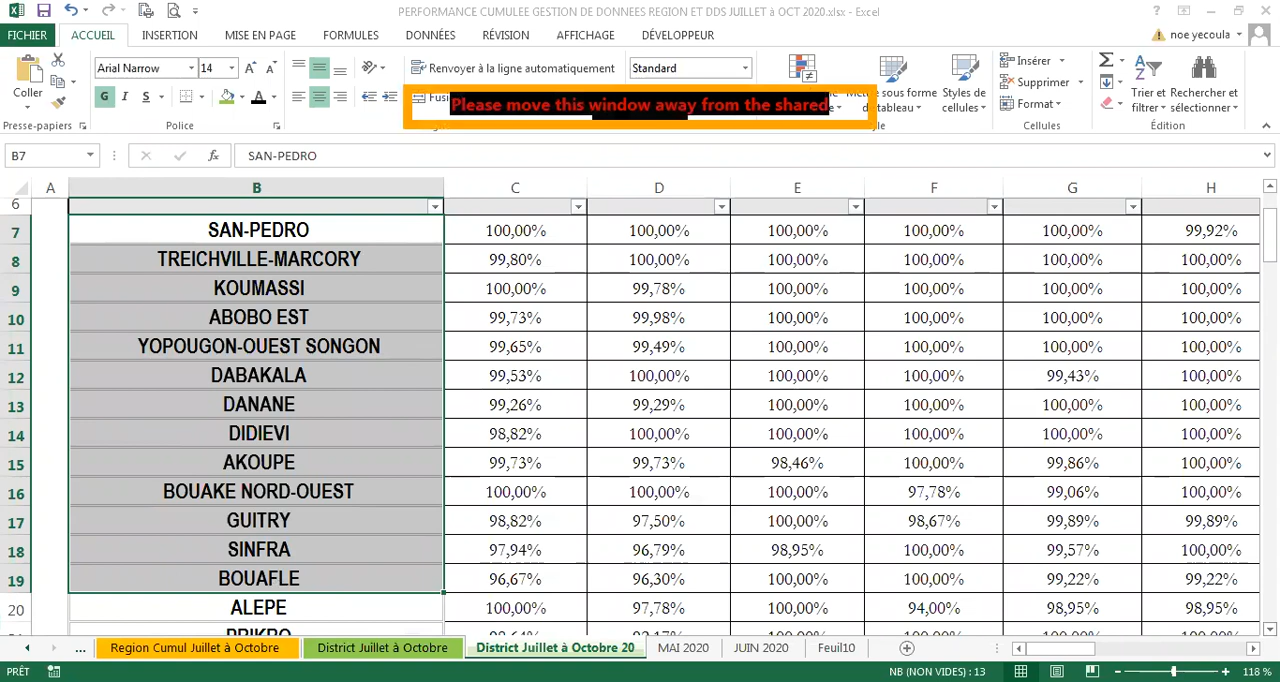 PERFORMANCE CUMULEE GESTION DE DONNEES REGION ET DDS JUILLET à OCT 2020.xlsx - Excel
FICHIER ACCUEIL INSERTION MISE EN PAGE FORMULES DONNÉES RÉVISION AFFICHAGE DÉVELOPPEUR noe yecoula
Arial Narrow 14 Renvoyer à la ligne automatiquement Standard Insérer
Coller G I S Styles de Supprimer Trier et Rechercher et
cellules Format filtrer sélectionner
Please move this window away from the shared
Presse-papiers Police Cellules Édition
B7 fx SAN-PEDRO
A B C D E F G H
6
7 SAN-PEDRO 100,00% 100,00% 100,00% 100,00% 100,00% 99,92%
8 TREICHVILLE-MARCORY 99,80% 100,00% 100,00% 100,00% 100,00% 100,00%
9 KOUMASSI 100,00% 99,78% 100,00% 100,00% 100,00% 100,00%
10 ABOBO EST 99,73% 99,98% 100,00% 100,00% 100,00% 100,00%
11 YOPOUGON-OUEST SONGON 99,65% 99,49% 100,00% 100,00% 100,00% 100,00%
12 DABAKALA 99,53% 100,00% 100,00% 100,00% 99,43% 100,00%
13 DANANE 99,26% 99,29% 100,00% 100,00% 100,00% 100,00%
14 DIDIEVI 98,82% 100,00% 100,00% 100,00% 100,00% 100,00%
15 AKOUPE 99,73% 99,73% 98,46% 100,00% 99,86% 100,00%
16 BOUAKE NORD-OUEST 100,00% 100,00% 100,00% 97,78% 99,06% 100,00%
17 GUITRY 98,82% 97,50% 100,00% 98,67% 99,89% 99,89%
18 SINFRA 97,94% 96,79% 98,95% 100,00% 99,57% 100,00%
19 BOUAFLE 96,67% 96,30% 100,00% 100,00% 99,22% 99,22%
20 ALEPE 100,00% 97,78% 100,00% 94,00% 98,95% 98,95%
... Region Cumul Juillet à Octobre District Juillet à Octobre District Juillet à Octobre 20 MAI 2020 JUIN 2020 Feuil10
PRÊT NB (NON VIDES) : 13 118 %